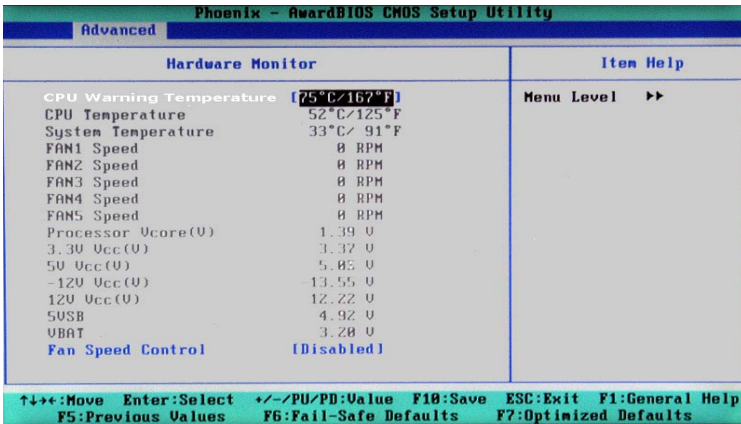 Phoenix - AwardBIOS CMOS Setup Utility
Advanced
Hardware Monitor
Item Help
CPU Warning Temperature [75°C/167°F]
Menu Level ▸▸
CPU Temperature 52°C/125°F
System Temperature 33°C/ 91°F
FAN1 Speed 0 RPM
FAN2 Speed 0 RPM
FAN3 Speed 0 RPM
FAN4 Speed 0 RPM
FAN5 Speed 0 RPM
Processor Vcore(V) 1.39 V
3.3V Vcc(V) 3.37 V
5V Vcc(V) V
-12V Vcc(V) -13.55 V
12V Vcc(V) 12.22 V
5VSB 4.92 V
VBAT 3.20 V
Fan Speed Control [Disabled]
↑↓→←:Move Enter:Select +/-/PU/PD:Value F10:Save ESC:Exit F1:General Help
F5:Previous Values F6:Fail-Safe Defaults F7:Optimized Defaults